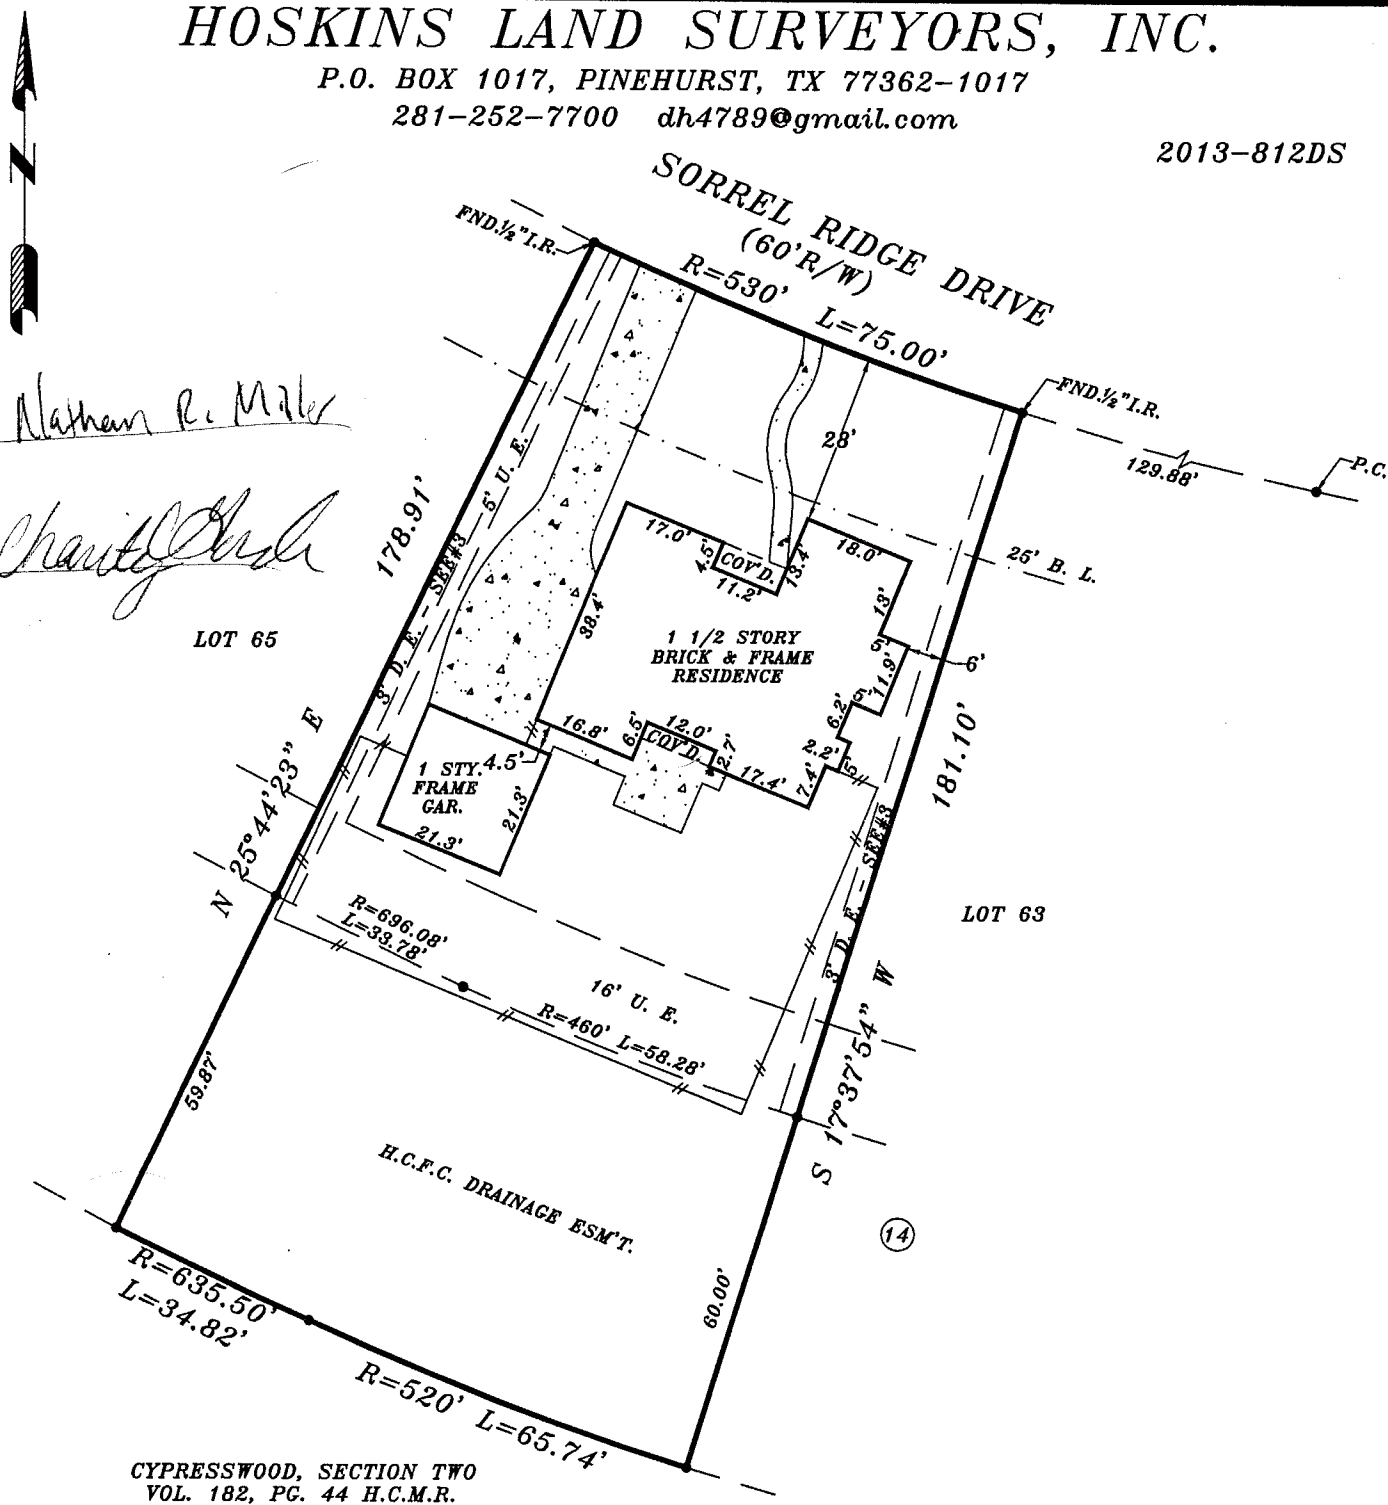 HOSKINS LAND SURVEYORS, INC.
P.O. BOX 1017, PINEHURST, TX 77362-1017
281-252-7700 dh4789@gmail.com
2013-812DS
N
SORREL RIDGE DRIVE
(60'R/W)
R=530' L=75.00'
FND.½"I.R.
FND.½"I.R.
129.88'
P.C.
Nathan R. Miller
28'
25' B. L.
178.91'
5' U. E.
3' D. E. - SEE#3
LOT 65
17.0'
4.5'
COV'D.
11.2'
13.4'
18.0'
13'
5'
6'
11.9'
5'
6.2'
2.2'
5'
7.4'
38.4'
1 1/2 STORY
BRICK & FRAME
RESIDENCE
16.8'
6.5'
12.0'
COV'D.
2.7'
17.4'
4.5'
1 STY.
FRAME
GAR.
21.3'
21.3'
181.10'
N 25°44'23" E
3' D. E. - SEE#3
LOT 63
R=696.08'
L=33.78'
16' U. E.
R=460' L=58.28'
S 17°37'54" W
59.87'
H.C.F.C. DRAINAGE ESM'T.
14
60.00'
R=635.50'
L=34.82'
R=520' L=65.74'
CYPRESSWOOD, SECTION TWO
VOL. 182, PG. 44 H.C.M.R.